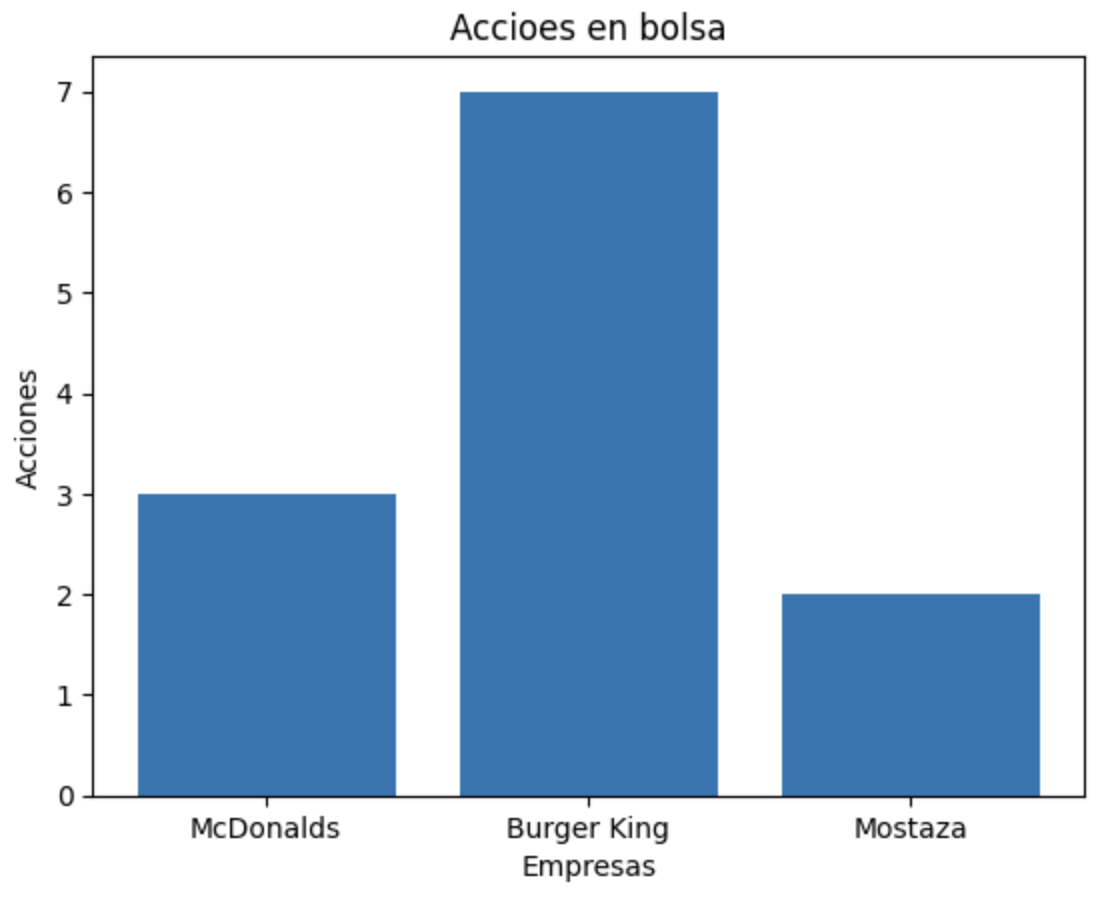 Accioes en bolsa
7
6
5
4
3
2
1
0
Acciones
McDonalds
Burger King
Mostaza
Empresas